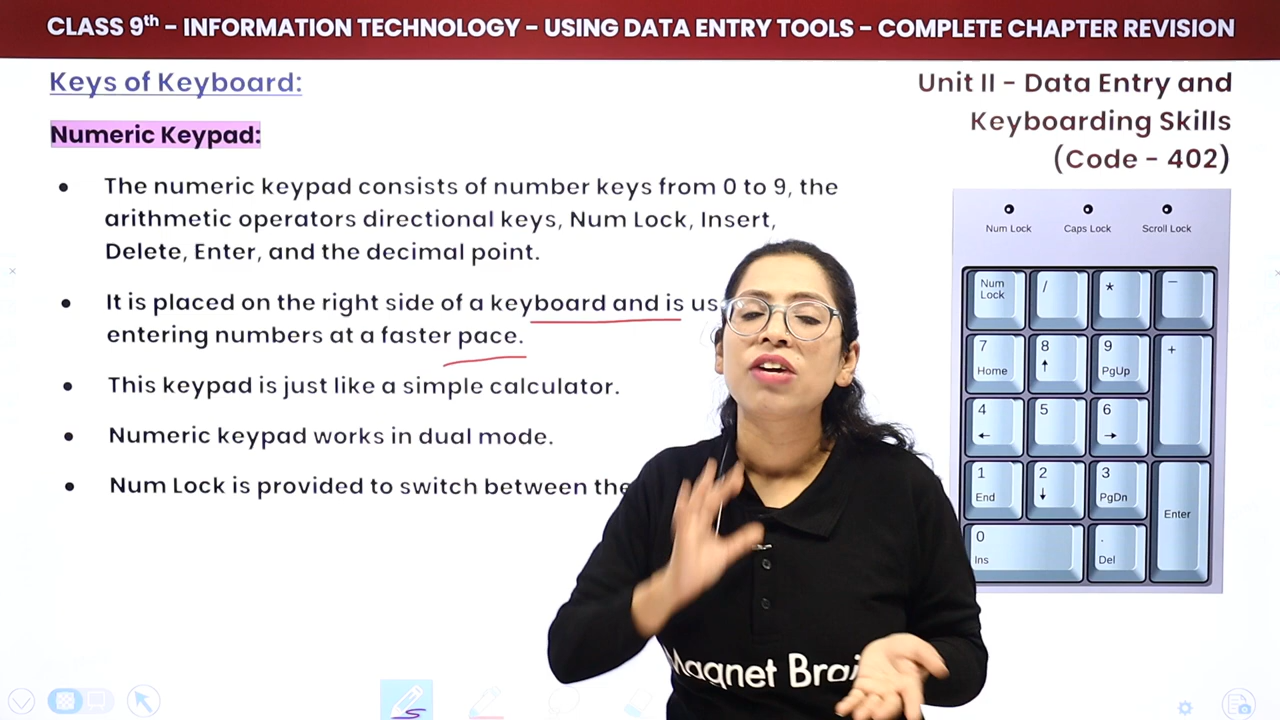 CLASS 9th - INFORMATION TECHNOLOGY - USING DATA ENTRY TOOLS - COMPLETE CHAPTER REVISION
Keys of Keyboard:
Unit II - Data Entry and
Keyboarding Skills
(Code - 402)
Numeric Keypad:
• The numeric keypad consists of number keys from 0 to 9, the
arithmetic operators directional keys, Num Lock, Insert,
Delete, Enter, and the decimal point.
• It is placed on the right side of a keyboard and is
entering numbers at a faster pace.
• This keypad is just like a simple calculator.
• Numeric keypad works in dual mode.
• Num Lock is provided to switch between the
Num Lock Caps Lock Scroll Lock
Num Lock / * −
7 Home 8 ↑ 9 PgUp +
4 ← 5 6 →
1 End 2 ↓ 3 PgDn Enter
0 Ins . Del
Magnet